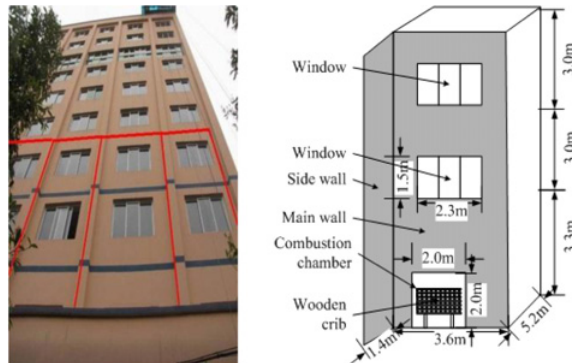 Window
3.0m
Window
1.5m
3.0m
Side wall
2.3m
Main wall
Combustion
chamber
2.0m
2.0m
3.3m
Wooden
crib
1.4m
3.6m
5.2m